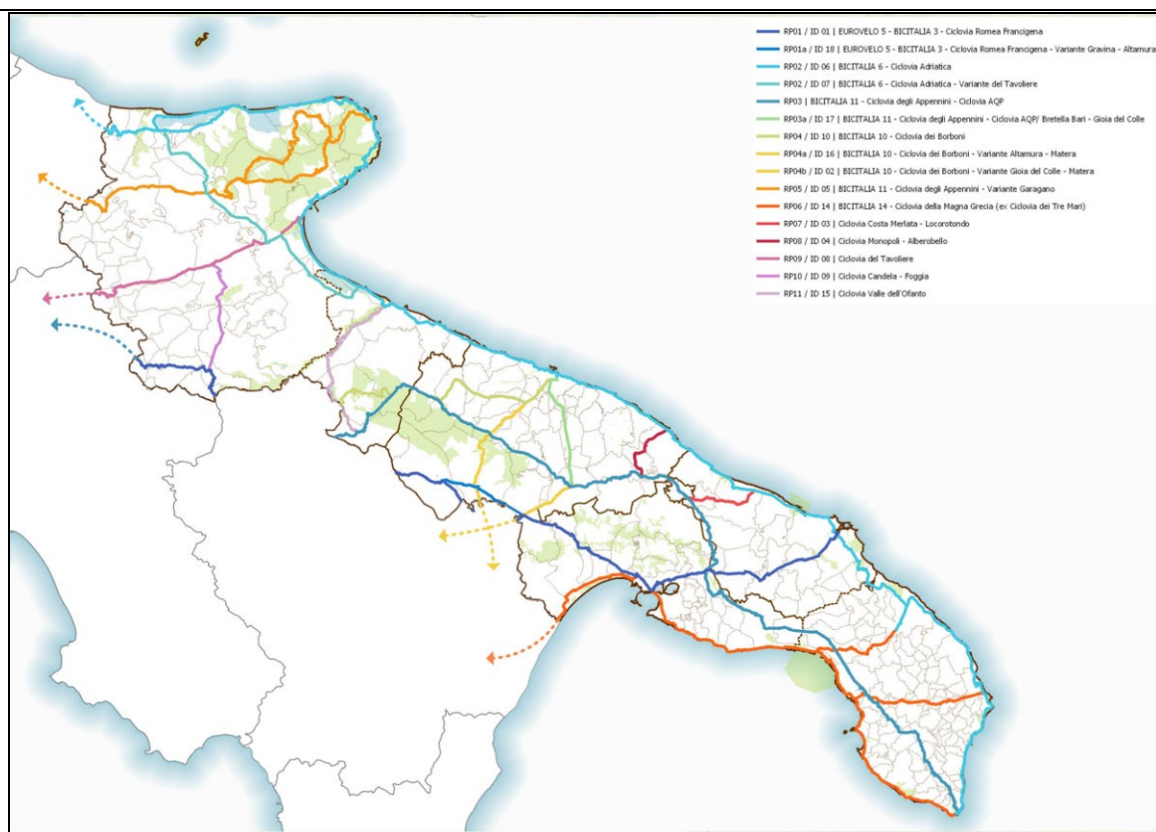 RP01 / ID 01 | EUROVELO 5 - BICITALIA 3 - Ciclovia Romea Francigena
RP01a / ID 18 | EUROVELO 5 - BICITALIA 3 - Ciclovia Romea Francigena - Variante Gravina - Altamura
RP02 / ID 06 | BICITALIA 6 - Ciclovia Adriatica
RP02 / ID 07 | BICITALIA 6 - Ciclovia Adriatica - Variante del Tavoliere
RP03 | BICITALIA 11 - Ciclovia degli Appennini - Ciclovia AQP
RP03a / ID 17 | BICITALIA 11 - Ciclovia degli Appennini - Ciclovia AQP/ Bretella Bari - Gioia del Colle
RP04 / ID 10 | BICITALIA 10 - Ciclovia dei Borboni
RP04a / ID 16 | BICITALIA 10 - Ciclovia dei Borboni - Variante Altamura - Matera
RP04b / ID 02 | BICITALIA 10 - Ciclovia dei Borboni - Variante Gioia del Colle - Matera
RP05 / ID 05 | BICITALIA 11 - Ciclovia degli Appennini - Variante Garagano
RP06 / ID 14 | BICITALIA 14 - Ciclovia della Magna Grecia (ex Ciclovia dei Tre Mari)
RP07 / ID 03 | Ciclovia Costa Merlata - Locorotondo
RP08 / ID 04 | Ciclovia Monopoli - Alberobello
RP09 / ID 08 | Ciclovia del Tavoliere
RP10 / ID 09 | Ciclovia Candela - Foggia
RP11 / ID 15 | Ciclovia Valle dell'Ofanto